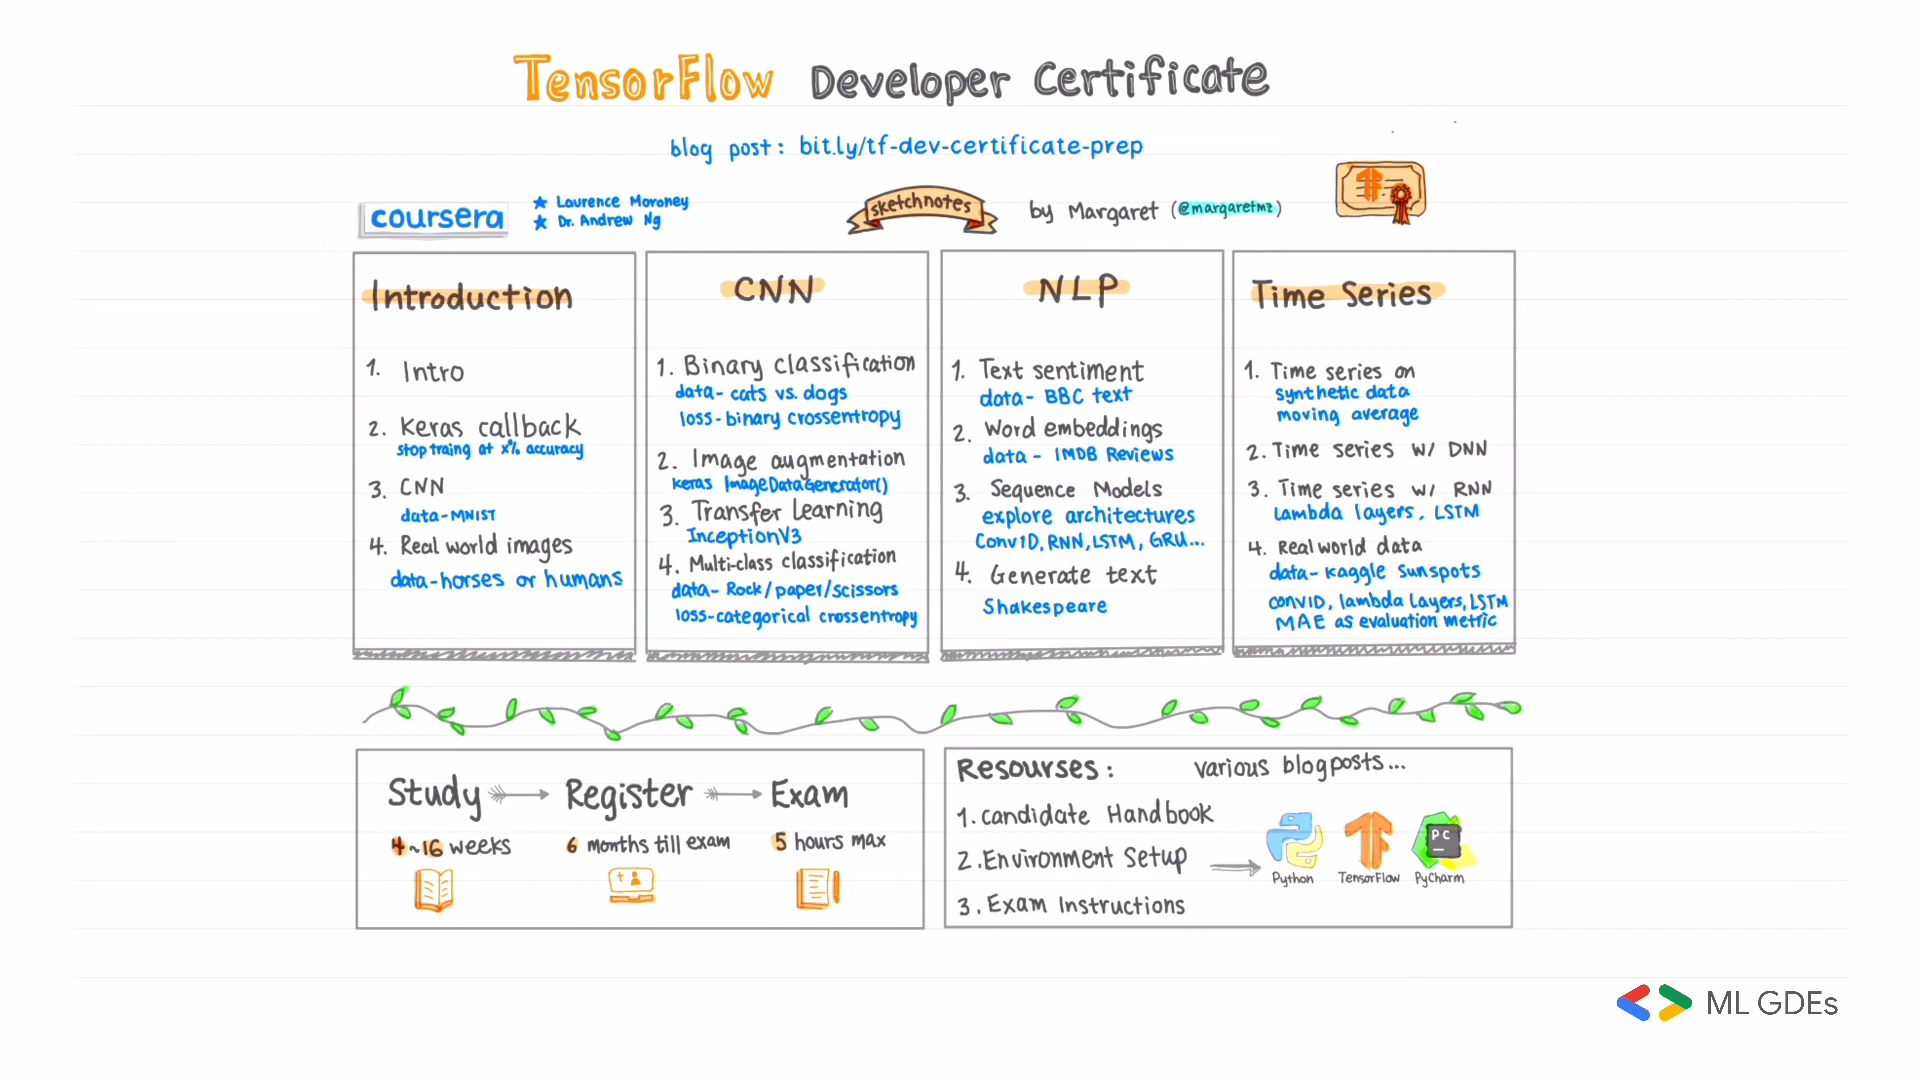 TensorFlow Developer Certificate
blog post: bit.ly/tf-dev-certificate-prep
coursera
★ Laurence Moroney
★ Dr. Andrew Ng
sketchnotes
by Margaret (@margaretmz)
Introduction
1. Intro
2. Keras callback
stop traing at x% accuracy
3. CNN
data-MNIST
4. Real world images
data-horses or humans
CNN
1. Binary classification
data- cats vs. dogs
loss-binary crossentropy
2. Image augmentation
keras ImageDataGenerator()
3. Transfer Learning
InceptionV3
4. Multi-class classification
data- Rock/paper/scissors
loss-categorical crossentropy
NLP
1. Text sentiment
data- BBC text
2. Word embeddings
data - IMDB Reviews
3. Sequence Models
explore architectures
Conv1D, RNN, LSTM, GRU...
4. Generate text
Shakespeare
Time Series
1. Time series on
synthetic data
moving average
2. Time series w/ DNN
3. Time series w/ RNN
Lambda layers, LSTM
4. Real world data
data- kaggle sunspots
conv1D, lambda layers, LSTM
MAE as evaluation metric
Study
4~16 weeks
Register
6 months till exam
Exam
5 hours max
Resourses: various blogposts...
1. Candidate Handbook
2. Environment Setup
3. Exam Instructions
Python
TensorFlow
PC
PyCharm
ML GDEs